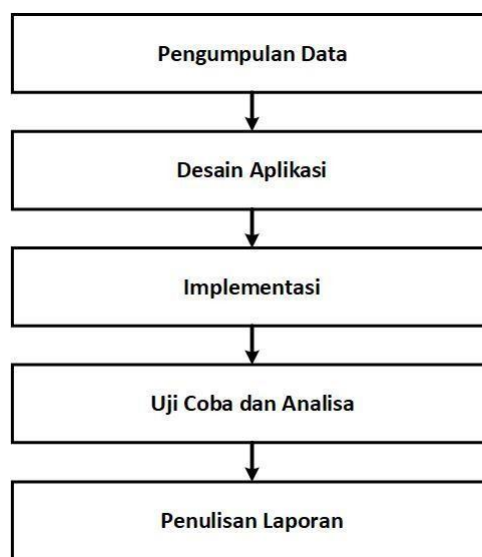 Pengumpulan Data
Desain Aplikasi
Implementasi
Uji Coba dan Analisa
Penulisan Laporan